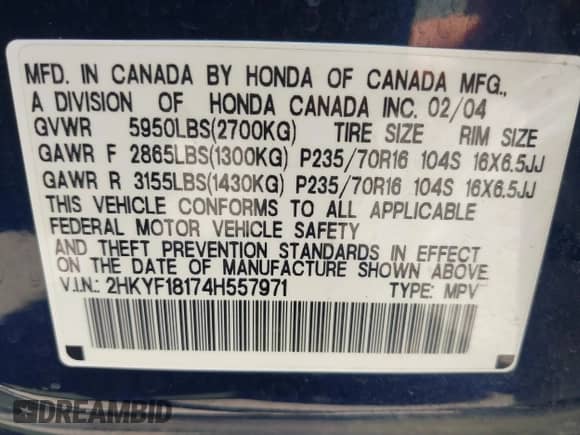 MFD. IN CANADA BY HONDA OF CANADA MFG.,
A DIVISION OF HONDA CANADA INC. 02/04
GVWR 5950LBS(2700KG) TIRE SIZE RIM SIZE
GAWR F 2865LBS(1300KG) P235/70R16 104S 16X6.5JJ
GAWR R 3155LBS(1430KG) P235/70R16 104S 16X6.5JJ
THIS VEHICLE CONFORMS TO ALL APPLICABLE
FEDERAL MOTOR VEHICLE SAFETY
AND THEFT PREVENTION STANDARDS IN EFFECT
ON THE DATE OF MANUFACTURE SHOWN ABOVE.
V.I.N.: 2HKYF18174H557971 TYPE: MPV
DREAMBID